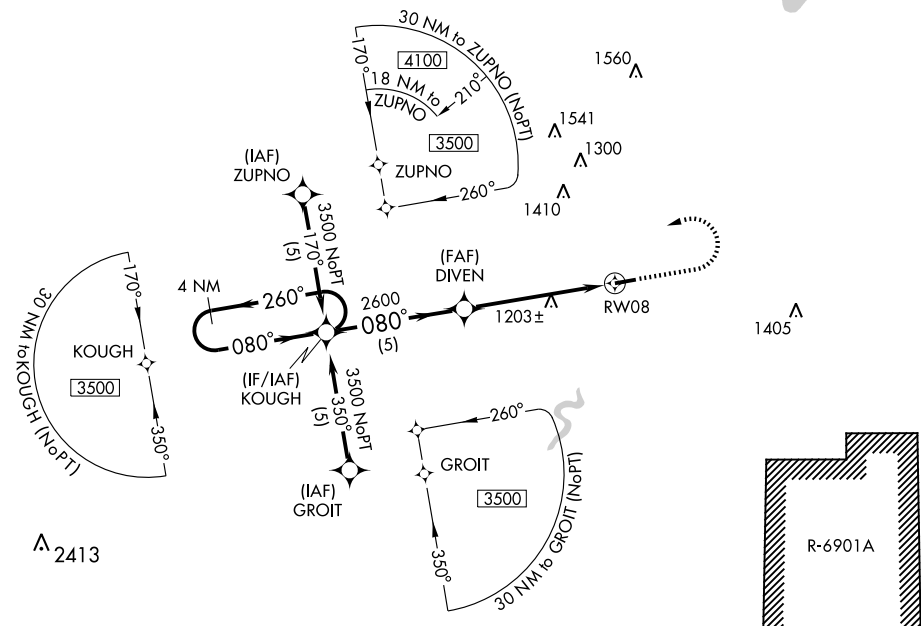 30 NM to ZUPNO (NoPT)
170°
4100
18 NM to
ZUPNO
210°
3500
ZUPNO
260°
1560
1541
1300
1410
(IAF)
ZUPNO
3500 NoPT
170°
(5)
4 NM
260°
080°
(IF/IAF)
KOUGH
2600
080°
(5)
(FAF)
DIVEN
1203±
RW08
1405
170°
30 NM to KOUGH (NoPT)
KOUGH
3500
350°
3500 NoPT
350°
(5)
(IAF)
GROIT
260°
GROIT
3500
350°
30 NM to GROIT (NoPT)
2413
R-6901A